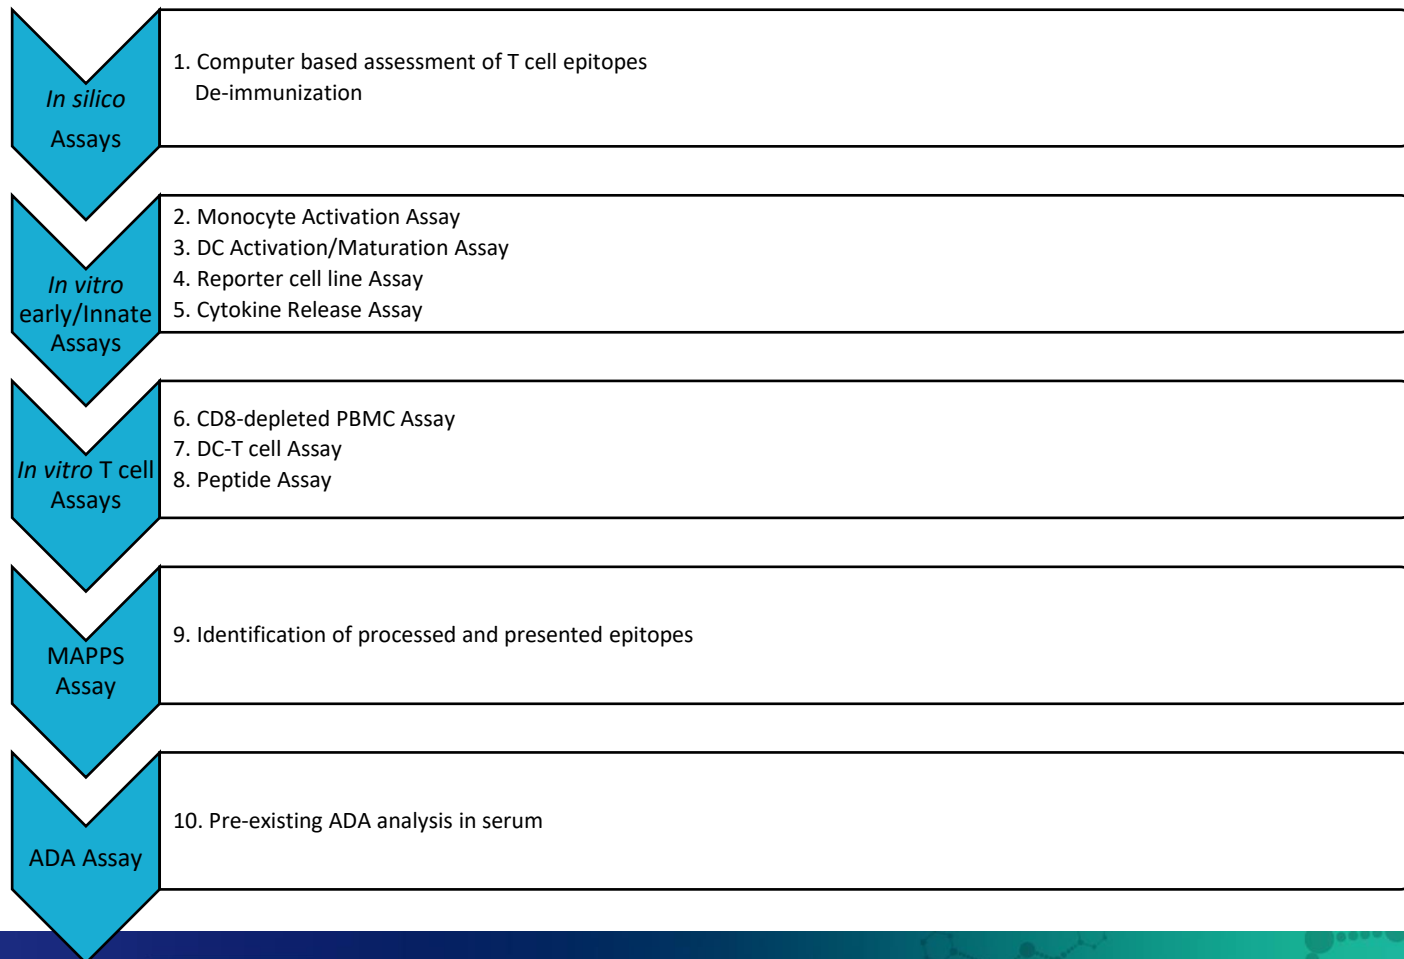 In silico
Assays
1. Computer based assessment of T cell epitopes
De-immunization
In vitro
early/Innate
Assays
2. Monocyte Activation Assay
3. DC Activation/Maturation Assay
4. Reporter cell line Assay
5. Cytokine Release Assay
In vitro T cell
Assays
6. CD8-depleted PBMC Assay
7. DC-T cell Assay
8. Peptide Assay
MAPPS
Assay
9. Identification of processed and presented epitopes
ADA Assay
10. Pre-existing ADA analysis in serum